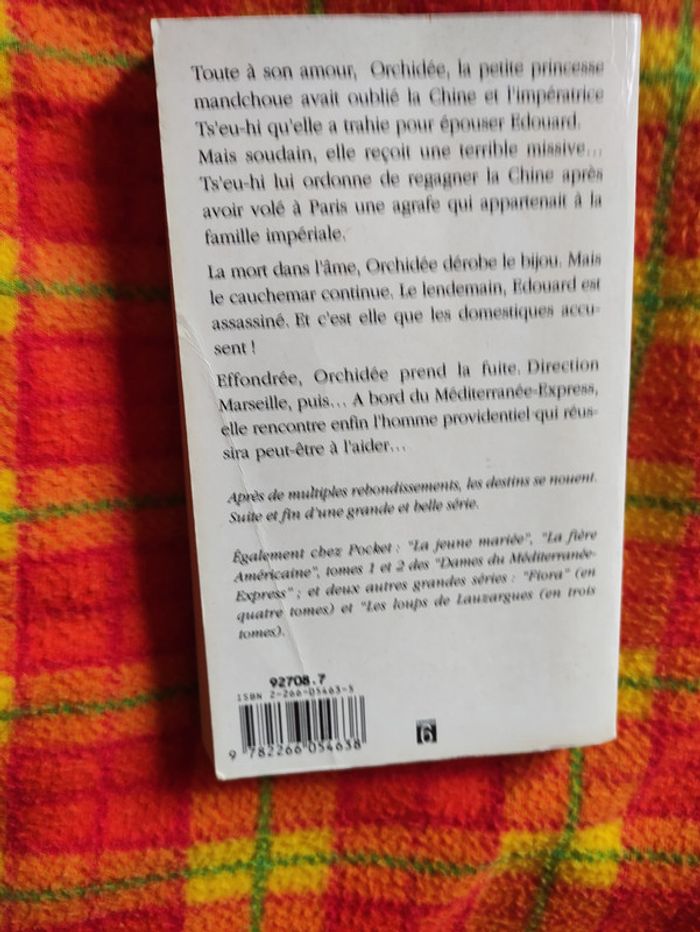 Toute à son amour, Orchidée, la petite princesse
mandchoue avait oublié la Chine et l'impératrice
Ts'eu-hi qu'elle a trahie pour épouser Edouard.
Mais soudain, elle reçoit une terrible missive...
Ts'eu-hi lui ordonne de regagner la Chine après
avoir volé à Paris une agrafe qui appartenait à la
famille impériale.
La mort dans l'âme, Orchidée dérobe le bijou. Mais
le cauchemar continue. Le lendemain, Edouard est
assassiné. Et c'est elle que les domestiques accu-
sent !
Effondrée, Orchidée prend la fuite. Direction
Marseille, puis... A bord du Méditerranée-Express,
elle rencontre enfin l'homme providentiel qui réus-
sira peut-être à l'aider...
Après de multiples rebondissements, les destins se nouent.
Suite et fin d'une grande et belle série.
Également chez Pocket : "La jeune mariée", "La fière
Américaine", tomes 1 et 2 des "Dames du Méditerranée-
Express" ; et deux autres grandes séries : "Fiora" (en
quatre tomes) et "Les loups de Lauzargues (en trois
tomes).
92708.7
ISBN 2-266-05463-5
9 782266 054638
6